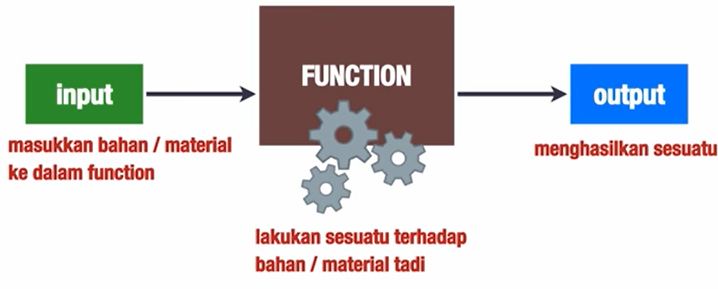 input
masukkan bahan / material
ke dalam function
FUNCTION
lakukan sesuatu terhadap
bahan / material tadi
output
menghasilkan sesuatu